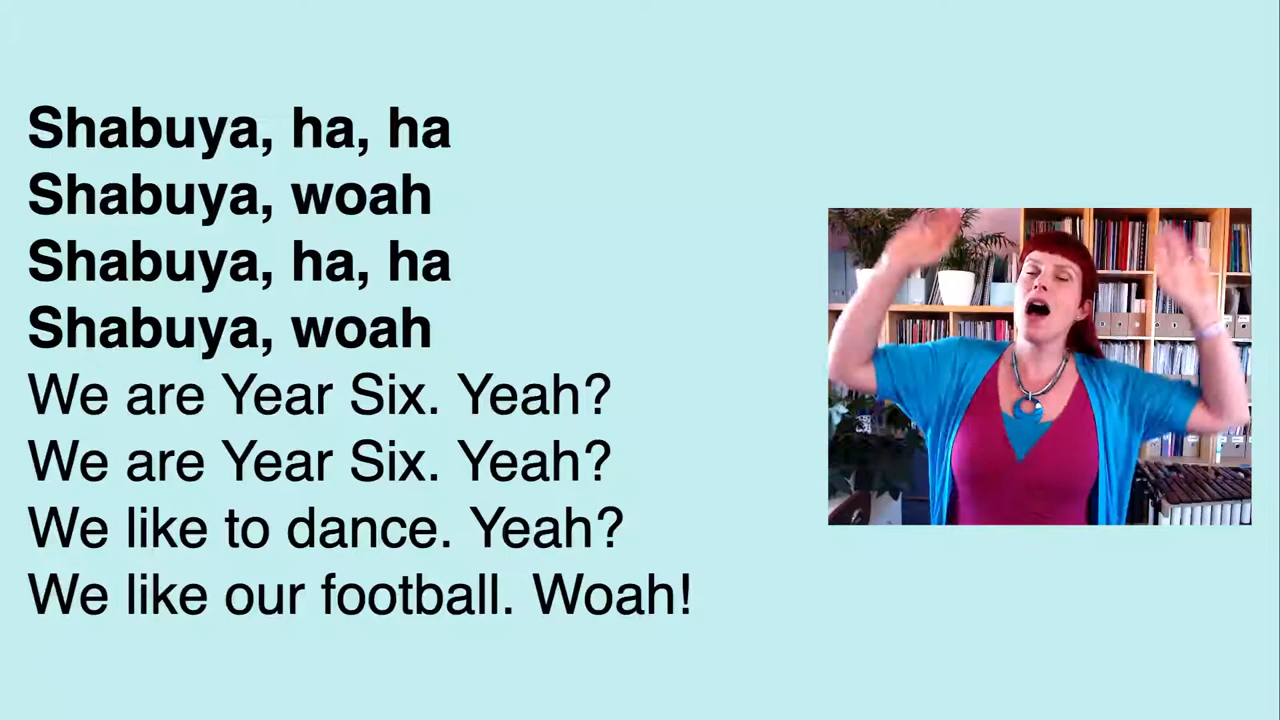 Shabuya, ha, ha
Shabuya, woah
Shabuya, ha, ha
Shabuya, woah
We are Year Six. Yeah?
We are Year Six. Yeah?
We like to dance. Yeah?
We like our football. Woah!